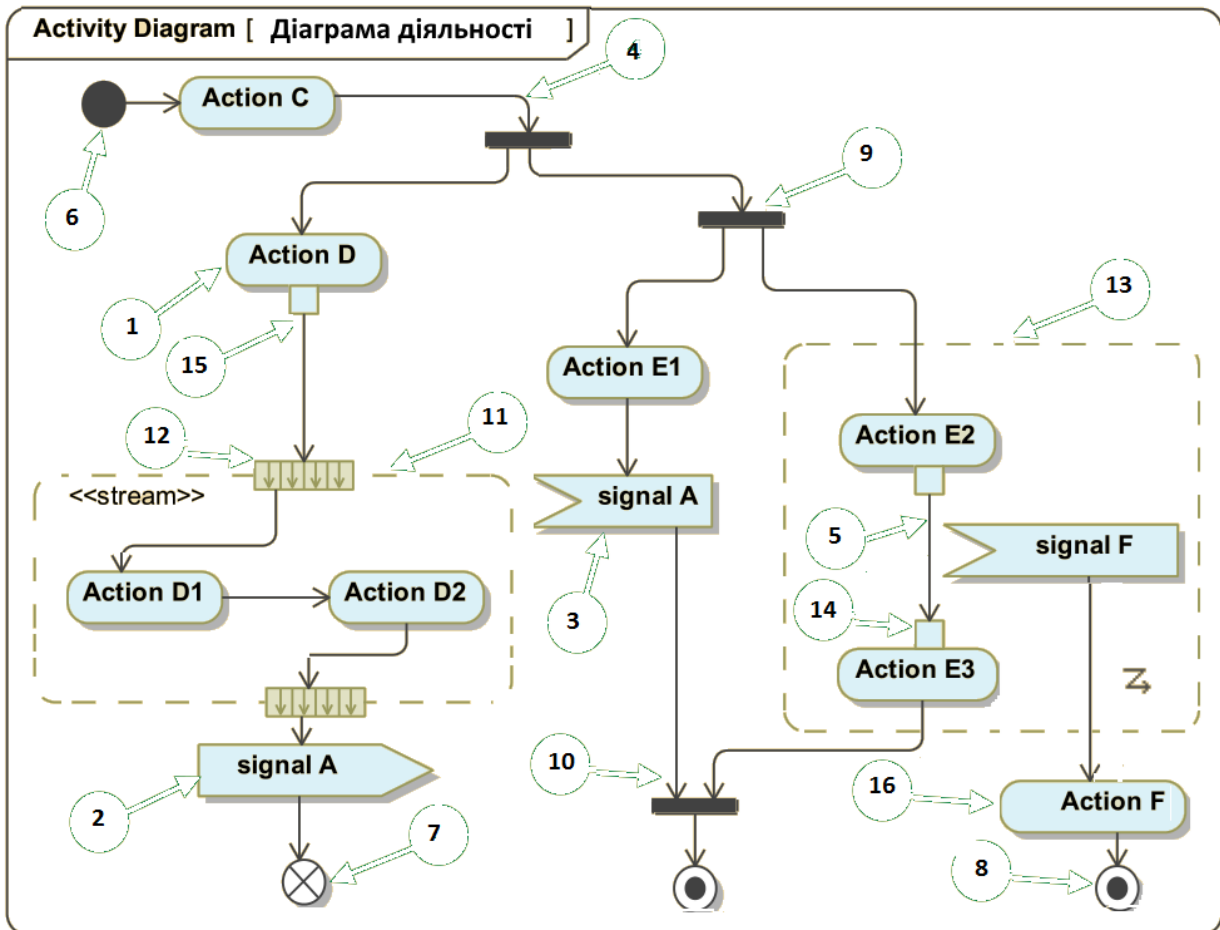 Activity Diagram [ Діаграма діяльності ]
4
Action C
9
6
Action D
13
1
15
Action E1
11
12
Action E2
<<stream>>
signal A
5
signal F
Action D1
Action D2
14
3
Action E3
signal A
10
16
Action F
2
7
8